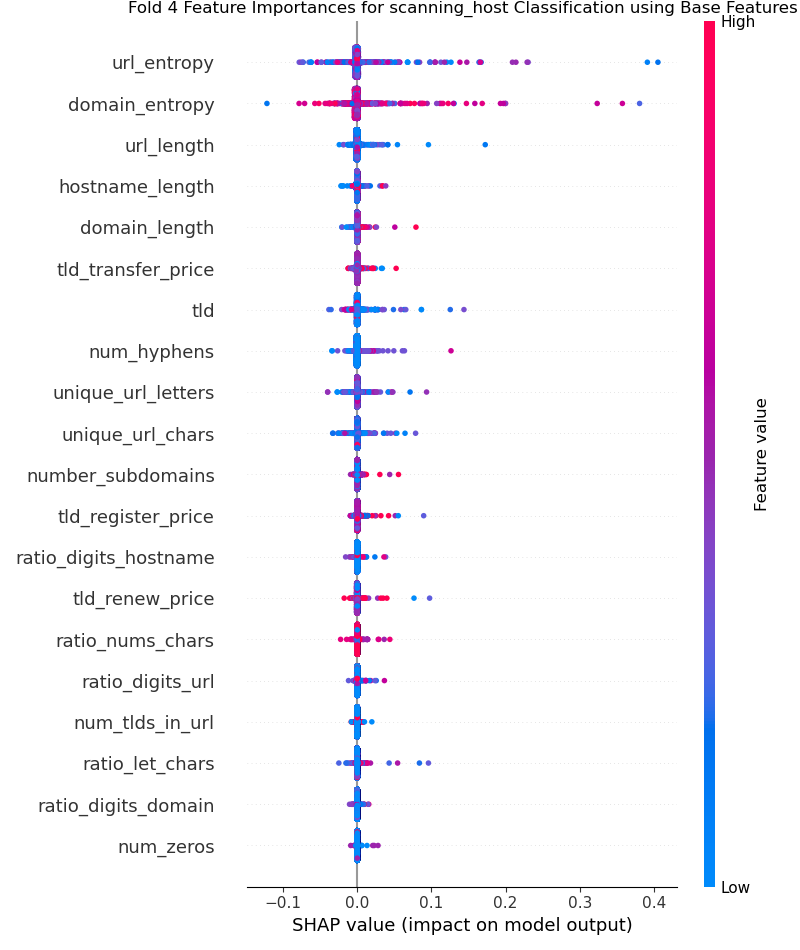 Fold 4 Feature Importances for scanning_host Classification using Base Features
High
url_entropy
domain_entropy
url_length
hostname_length
domain_length
tld_transfer_price
tld
num_hyphens
unique_url_letters
unique_url_chars
number_subdomains
tld_register_price
ratio_digits_hostname
tld_renew_price
ratio_nums_chars
ratio_digits_url
num_tlds_in_url
ratio_let_chars
ratio_digits_domain
num_zeros
Feature value
Low
−0.1 0.0 0.1 0.2 0.3 0.4
SHAP value (impact on model output)